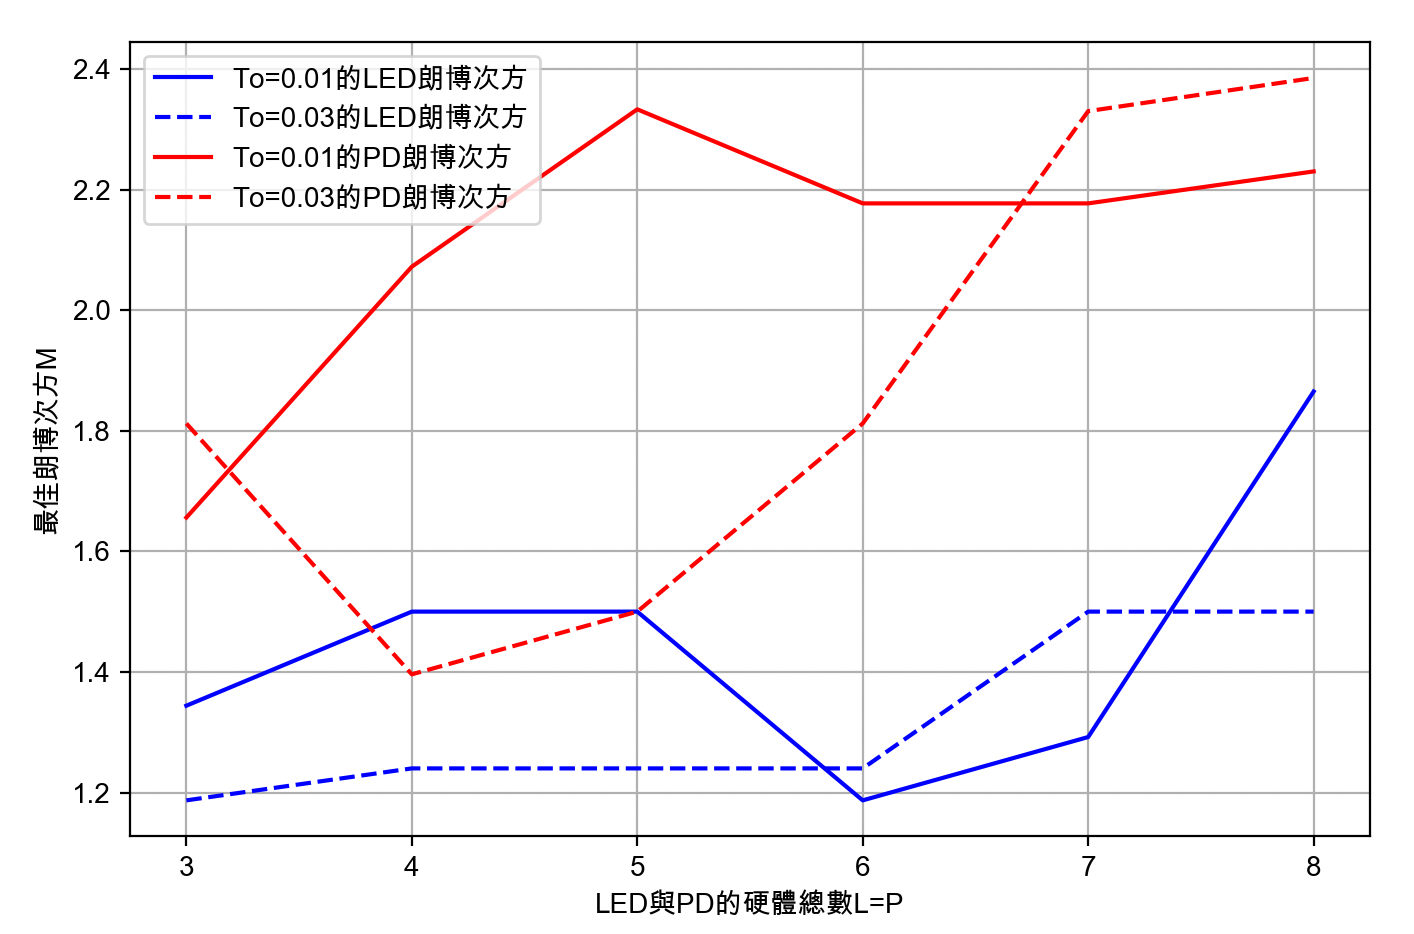 To=0.01的LED朗博次方
To=0.03的LED朗博次方
To=0.01的PD朗博次方
To=0.03的PD朗博次方
最佳朗博次方M
2.4
2.2
2.0
1.8
1.6
1.4
1.2
3 4 5 6 7 8
LED與PD的硬體總數L=P